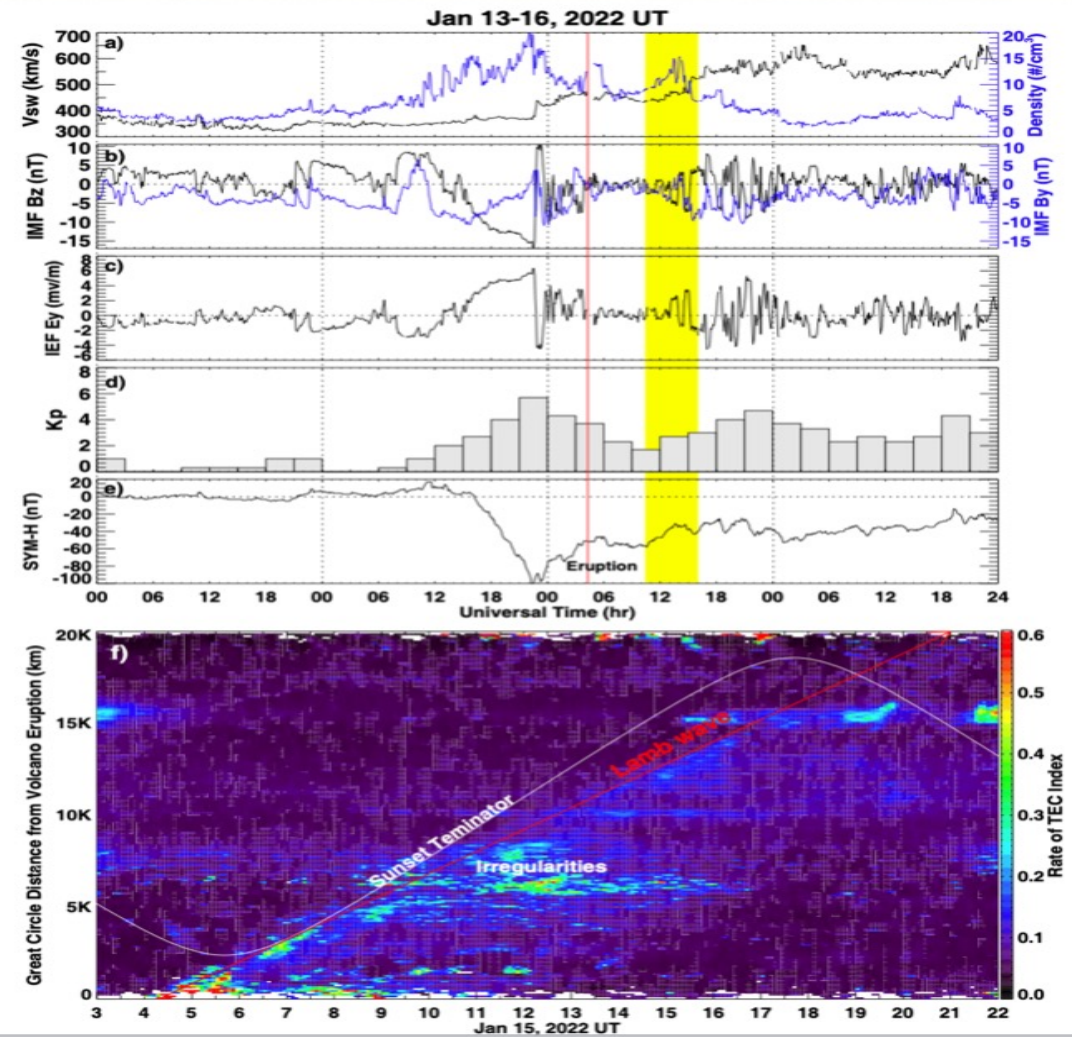 Jan 13-16, 2022 UT
a)
Vsw (km/s)
700
600
500
400
300
20
15
10
5
0
Density (#/cm³)
b)
IMF Bz (nT)
10
5
0
-5
-10
-15
10
5
0
-5
-10
-15
IMF By (nT)
c)
IEF Ey (mv/m)
8
6
4
2
0
-2
-4
-6
d)
Kp
8
6
4
2
0
e)
SYM-H (nT)
20
0
-20
-40
-60
-80
-100
Eruption
00 06 12 18 00 06 12 18 00 06 12 18 00 06 12 18 24
Universal Time (hr)
f)
Great Circle Distance from Volcano Eruption (km)
20K
15K
10K
5K
0
Lamb wave
Sunset Teminator
Irregularities
0.6
0.5
0.4
0.3
0.2
0.1
0.0
Rate of TEC Index
3 4 5 6 7 8 9 10 11 12 13 14 15 16 17 18 19 20 21 22
Jan 15, 2022 UT